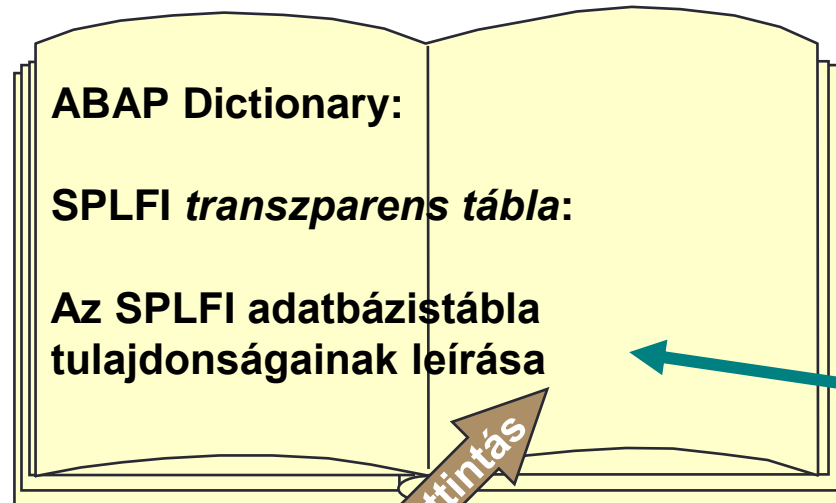 ABAP Dictionary:
SPLFI transzparens tábla:
Az SPLFI adatbázistábla
tulajdonságainak leírása